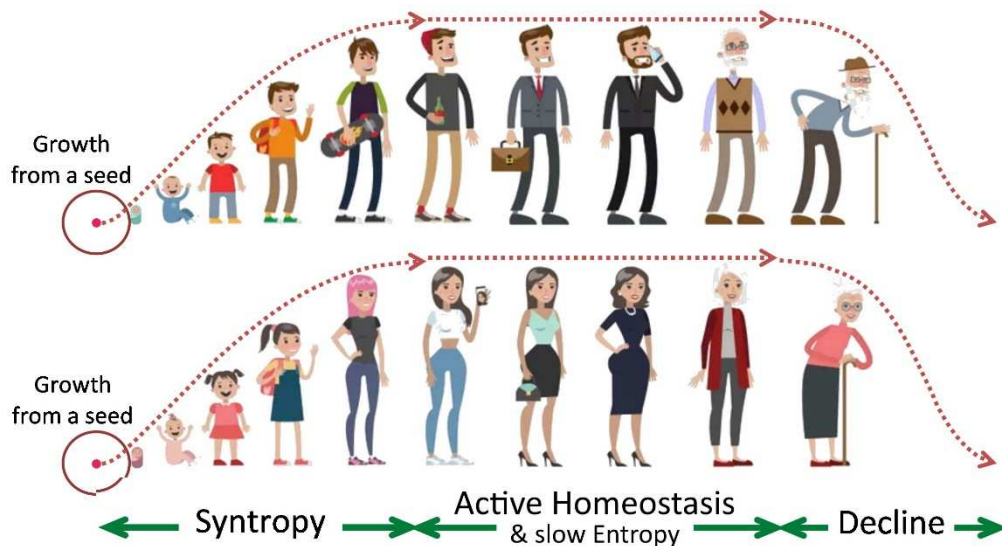 Growth
from a seed
Growth
from a seed
Syntropy
Active Homeostasis
& slow Entropy
Decline